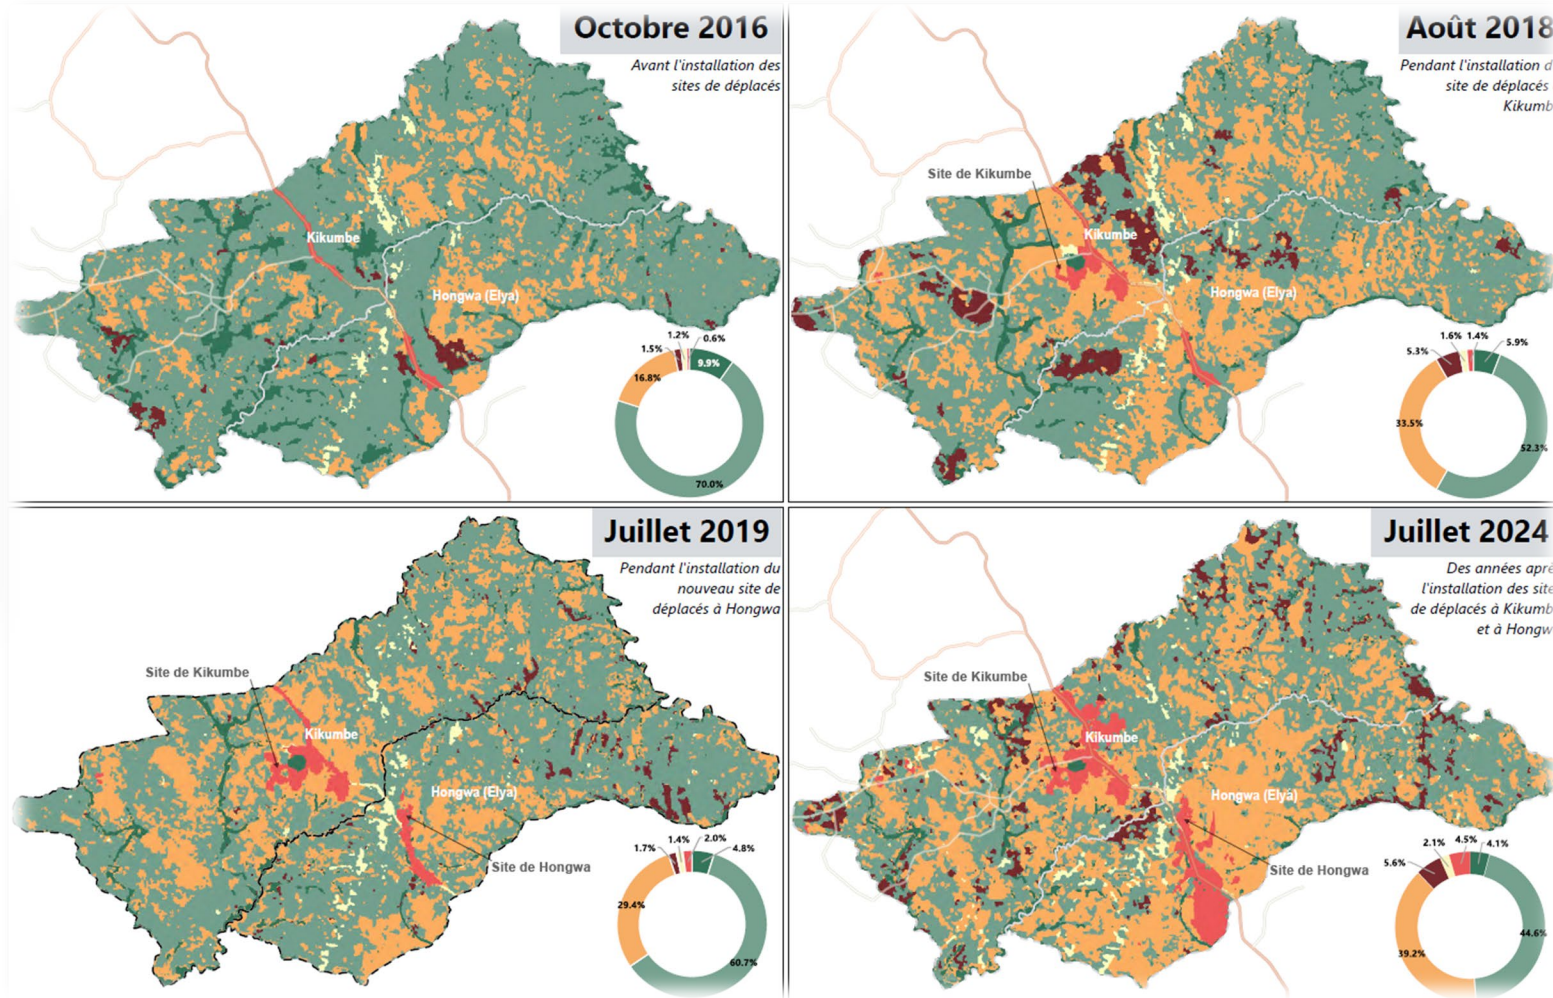 Octobre 2016
Avant l'installation des
sites de déplacés
Kikumbe
Hongwa (Elya)
1.5%
1.2%
0.6%
9.9%
16.8%
70.0%
Août 2018
Pendant l'installation d
site de déplacés
Kikumb
Site de Kikumbe
Kikumbe
Hongwa (Elya)
5.3%
1.6%
1.4%
5.9%
33.5%
52.3%
Juillet 2019
Pendant l'installation du
nouveau site de
déplacés à Hongwa
Site de Kikumbe
Kikumbe
Hongwa (Elya)
Site de Hongwa
1.7%
1.4%
2.0%
4.8%
29.4%
60.7%
Juillet 2024
Des années aprè
l'installation des site
de déplacés à Kikumb
et à Hongw
Site de Kikumbe
Kikumbe
Hongwa (Elya)
Site de Hongwa
5.6%
2.1%
4.5%
4.1%
39.2%
44.6%